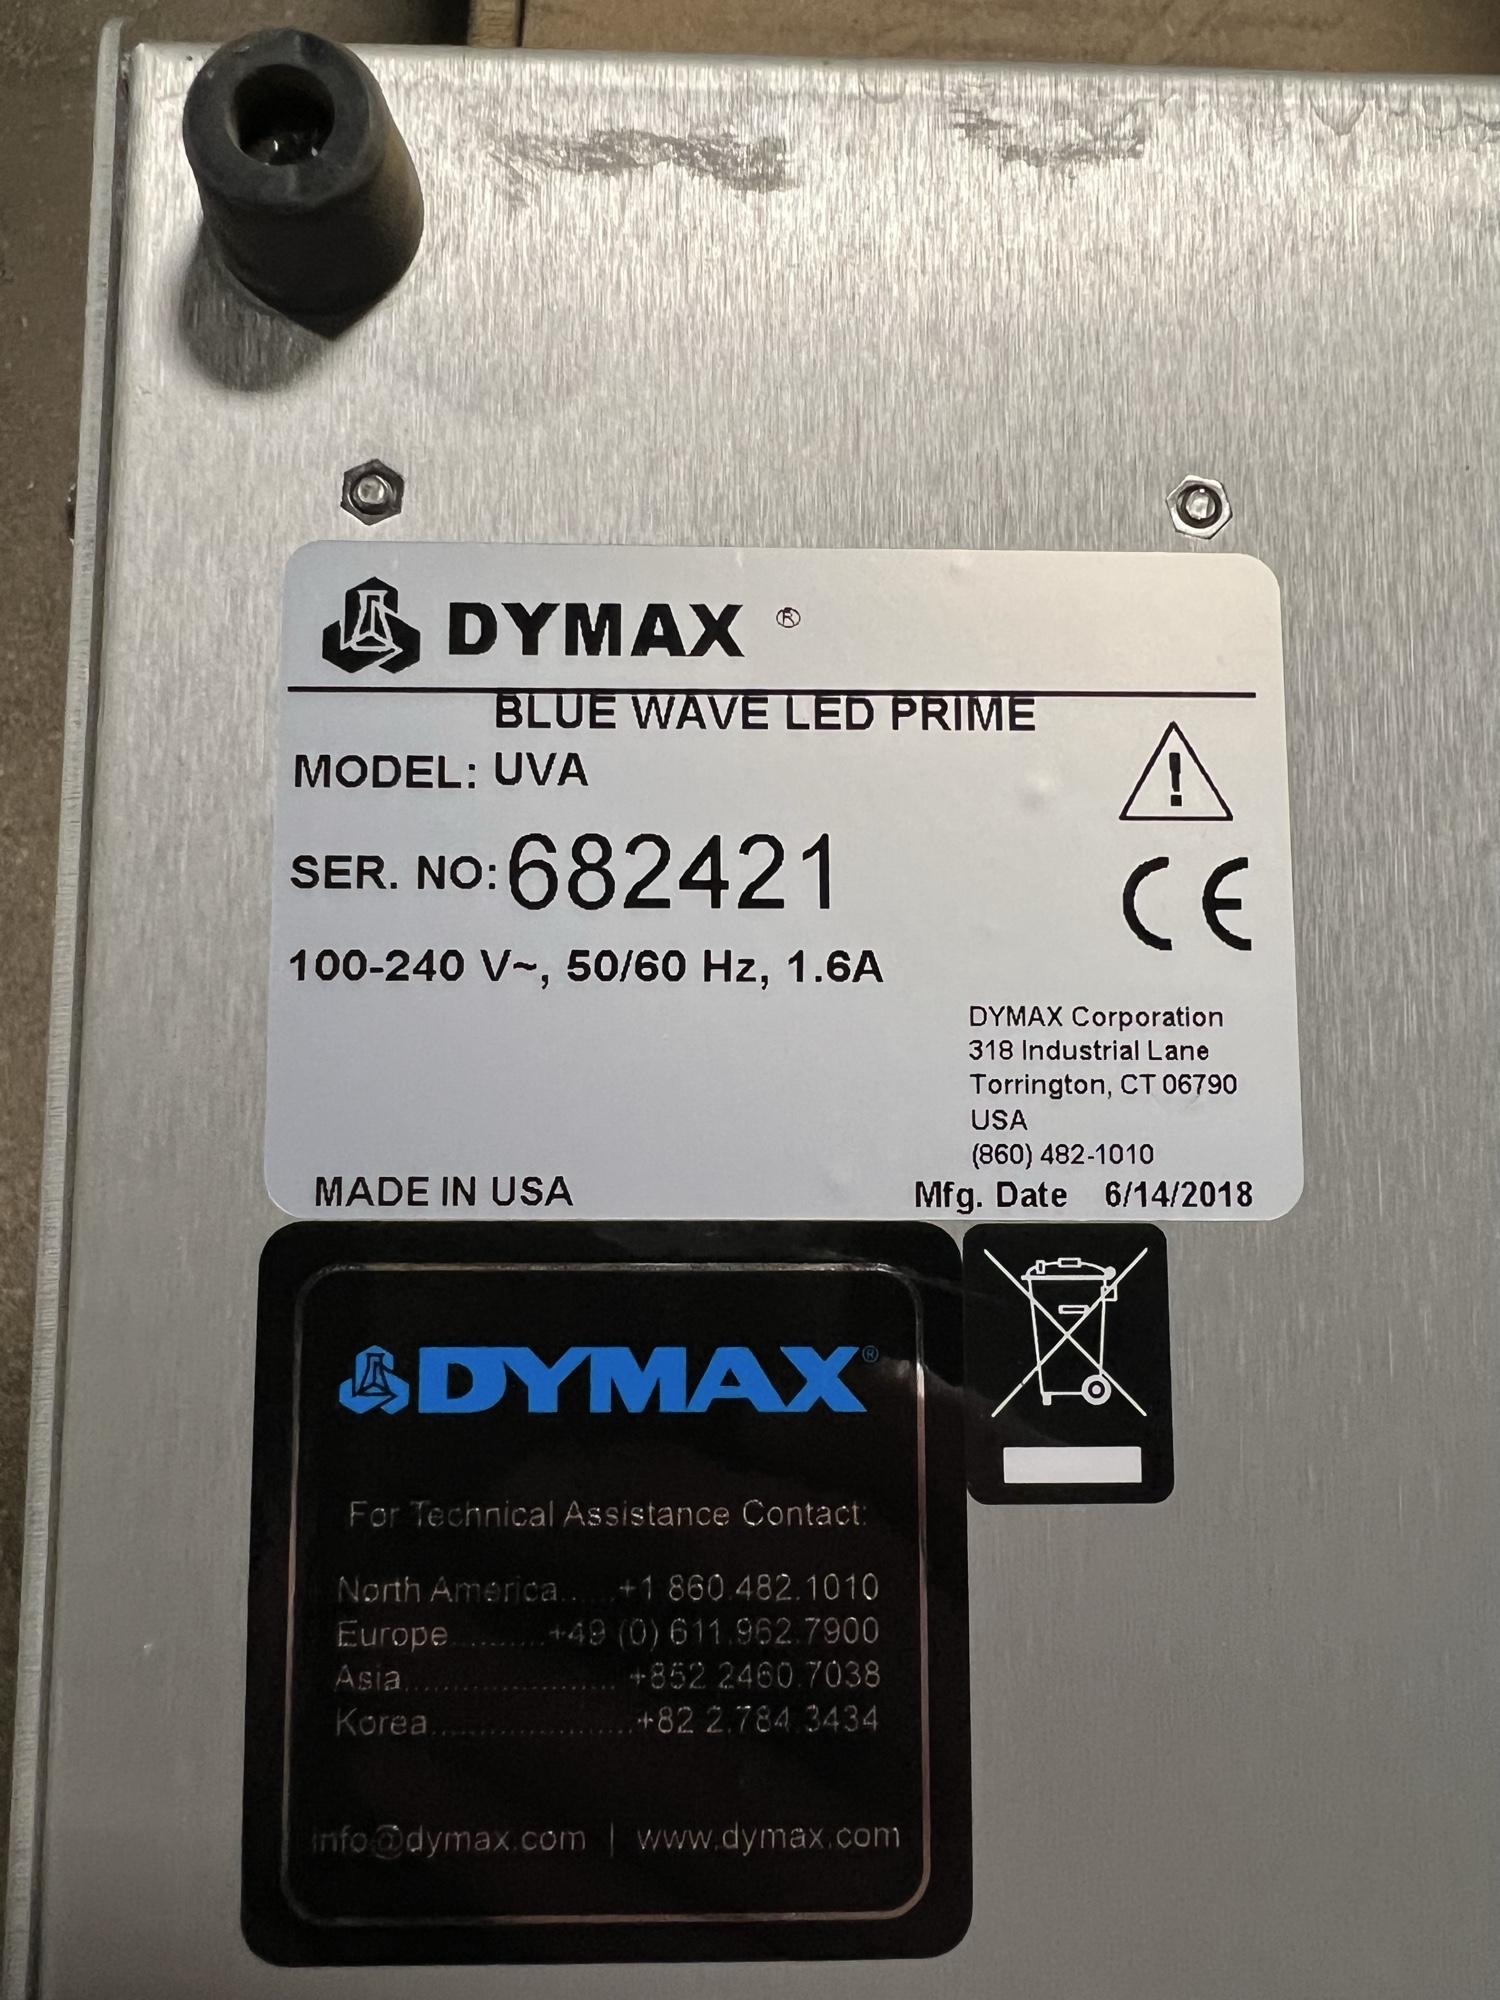 DYMAX ®
BLUE WAVE LED PRIME
MODEL: UVA
SER. NO: 682421
100-240 V~, 50/60 Hz, 1.6A
DYMAX Corporation
318 Industrial Lane
Torrington, CT 06790
USA
(860) 482-1010
MADE IN USA
Mfg. Date 6/14/2018
DYMAX®
For Technical Assistance Contact:
North America......+1 860.482.1010
Europe..........+49 (0) 611.962.7900
Asia...................... +852 2460.7038
Korea.....................+82 2.784.3434
info@dymax.com | www.dymax.com